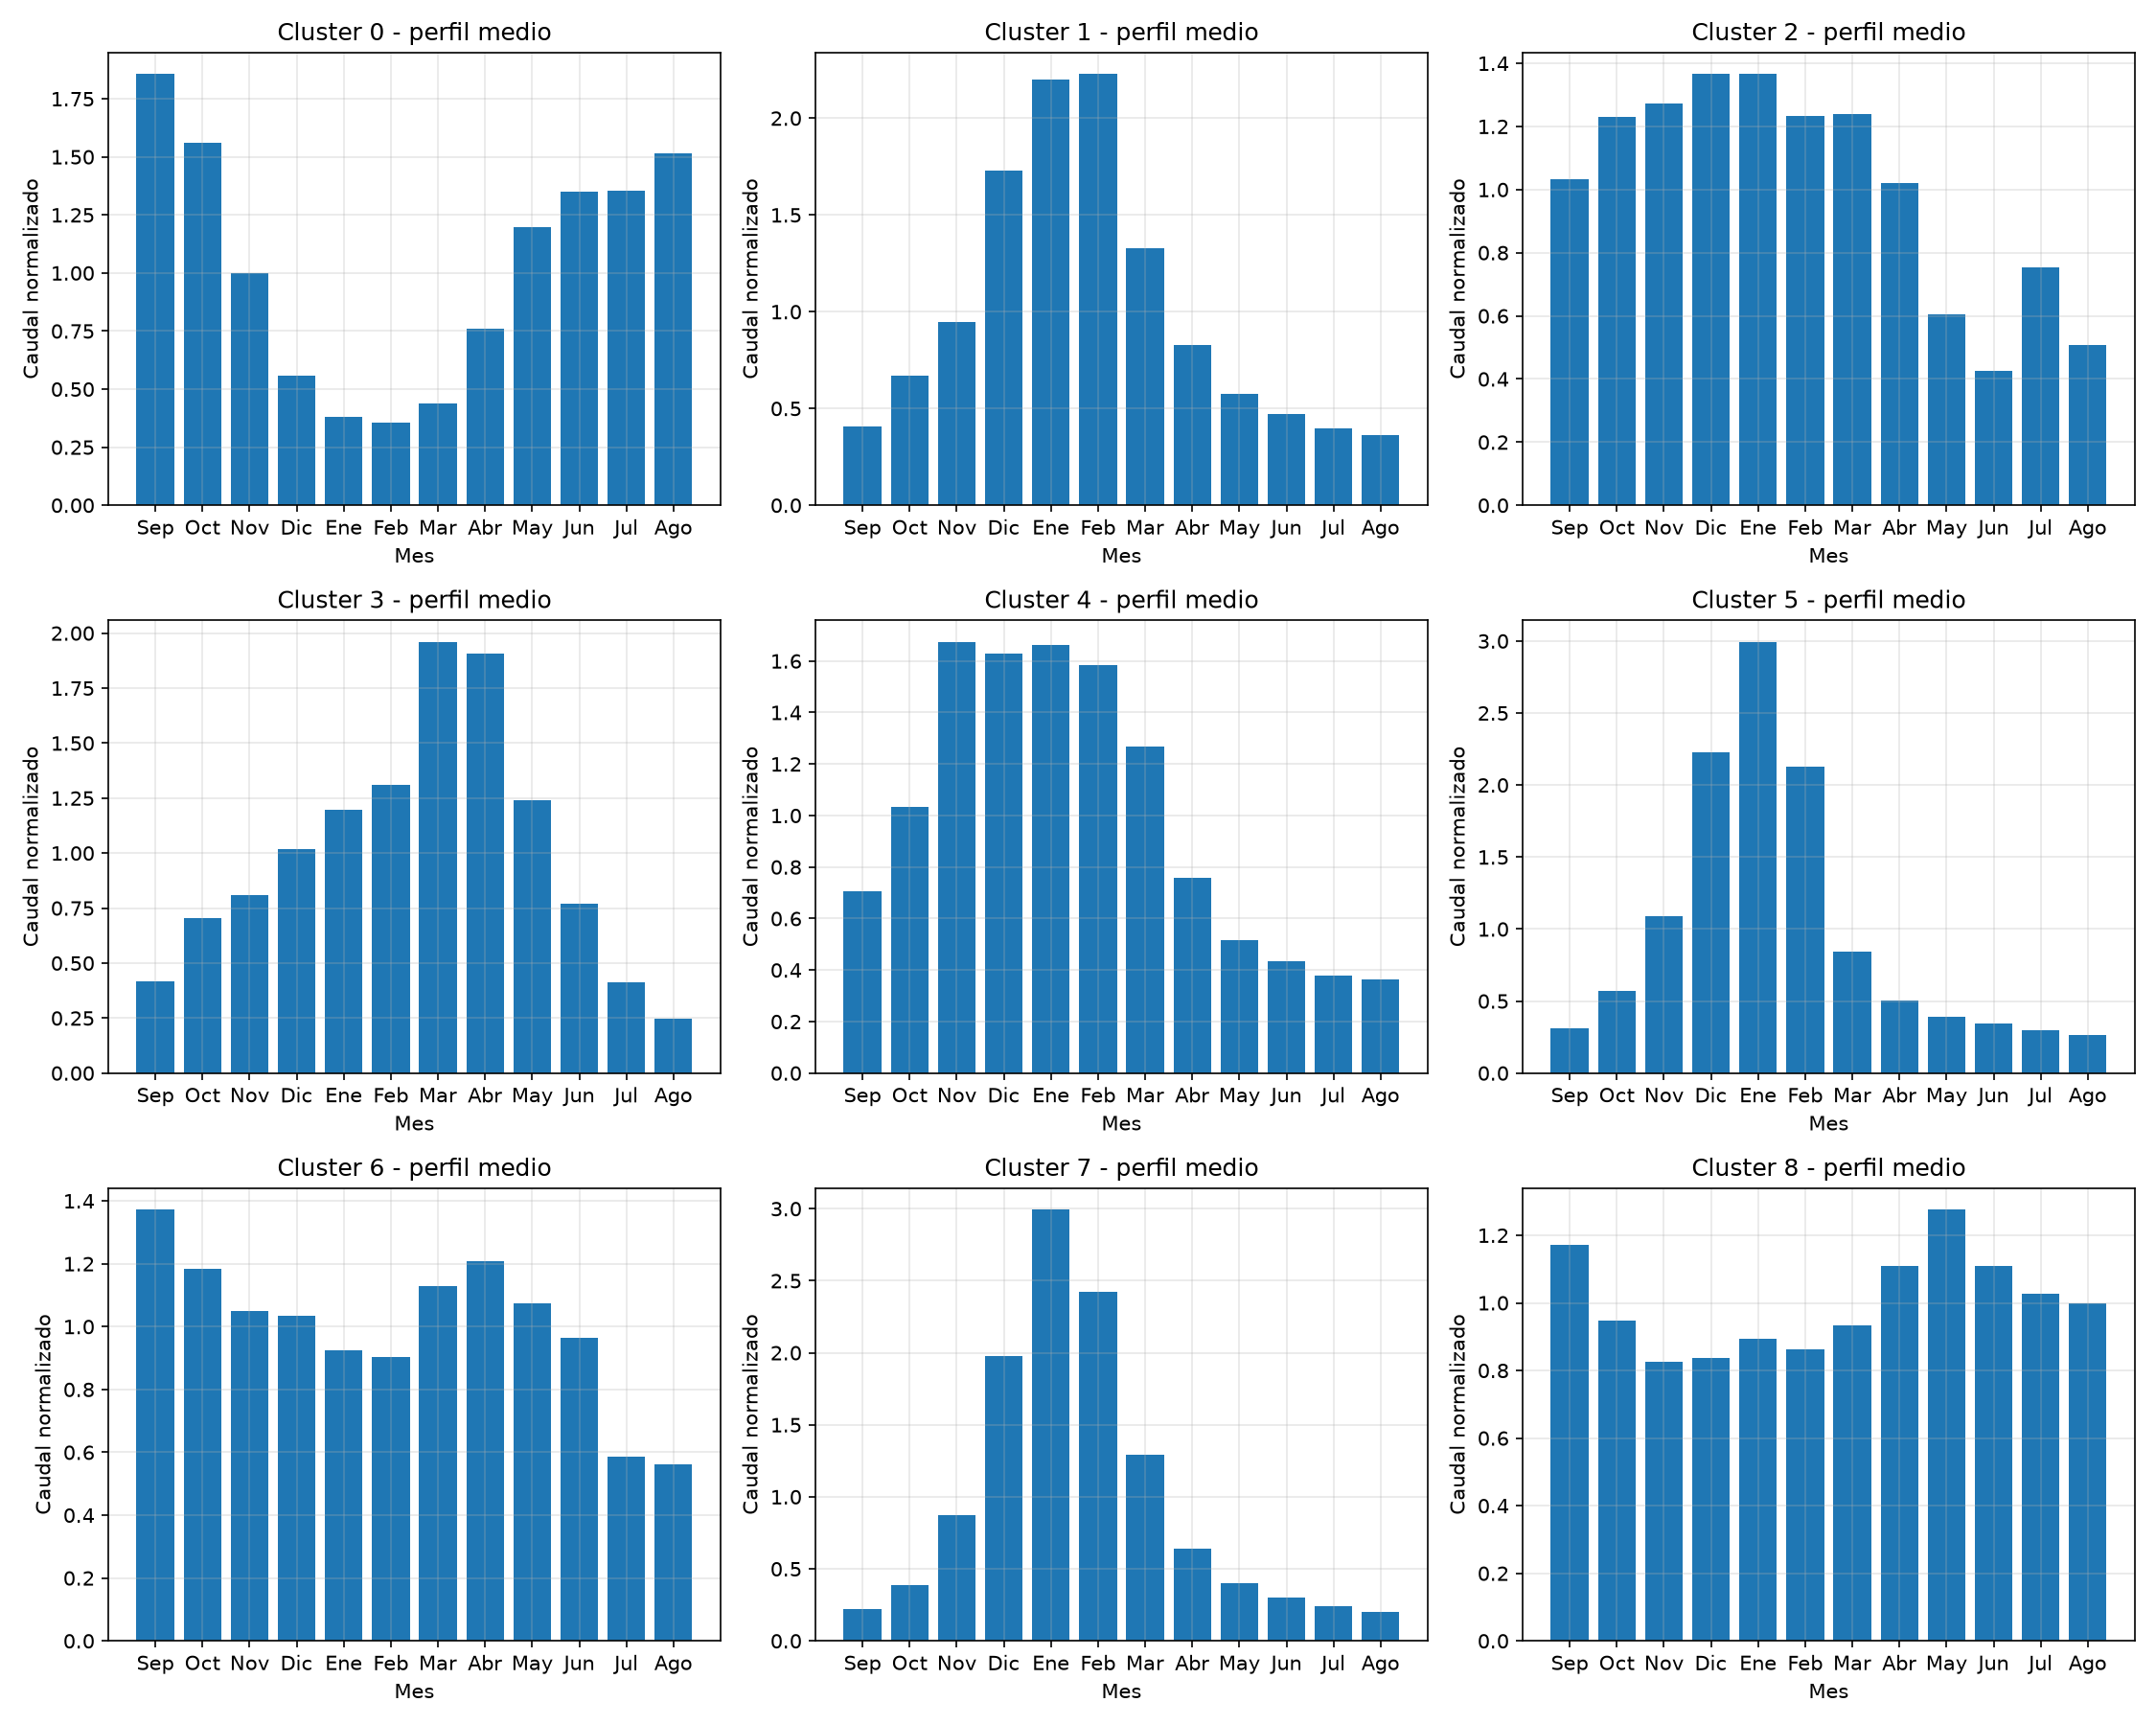 Cluster 0 - perfil medio
Caudal normalizado
1.75
1.50
1.25
1.00
0.75
0.50
0.25
0.00
Sep Oct Nov Dic Ene Feb Mar Abr May Jun Jul Ago
Mes
Cluster 1 - perfil medio
Caudal normalizado
2.0
1.5
1.0
0.5
0.0
Sep Oct Nov Dic Ene Feb Mar Abr May Jun Jul Ago
Mes
Cluster 2 - perfil medio
Caudal normalizado
1.4
1.2
1.0
0.8
0.6
0.4
0.2
0.0
Sep Oct Nov Dic Ene Feb Mar Abr May Jun Jul Ago
Mes
Cluster 3 - perfil medio
Caudal normalizado
2.00
1.75
1.50
1.25
1.00
0.75
0.50
0.25
0.00
Sep Oct Nov Dic Ene Feb Mar Abr May Jun Jul Ago
Mes
Cluster 4 - perfil medio
Caudal normalizado
1.6
1.4
1.2
1.0
0.8
0.6
0.4
0.2
0.0
Sep Oct Nov Dic Ene Feb Mar Abr May Jun Jul Ago
Mes
Cluster 5 - perfil medio
Caudal normalizado
3.0
2.5
2.0
1.5
1.0
0.5
0.0
Sep Oct Nov Dic Ene Feb Mar Abr May Jun Jul Ago
Mes
Cluster 6 - perfil medio
Caudal normalizado
1.4
1.2
1.0
0.8
0.6
0.4
0.2
0.0
Sep Oct Nov Dic Ene Feb Mar Abr May Jun Jul Ago
Mes
Cluster 7 - perfil medio
Caudal normalizado
3.0
2.5
2.0
1.5
1.0
0.5
0.0
Sep Oct Nov Dic Ene Feb Mar Abr May Jun Jul Ago
Mes
Cluster 8 - perfil medio
Caudal normalizado
1.2
1.0
0.8
0.6
0.4
0.2
0.0
Sep Oct Nov Dic Ene Feb Mar Abr May Jun Jul Ago
Mes